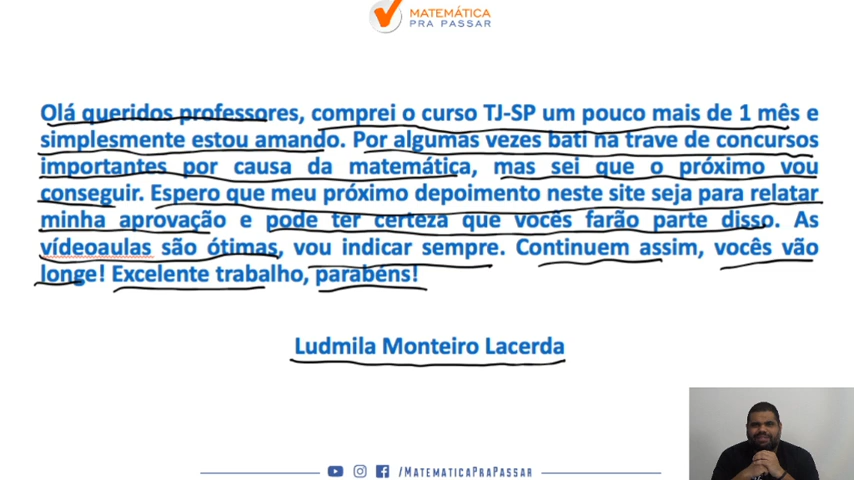 MATEMÁTICA
PRA PASSAR
Olá queridos professores, comprei o curso TJ-SP um pouco mais de 1 mês e
simplesmente estou amando. Por algumas vezes bati na trave de concursos
importantes por causa da matemática, mas sei que o próximo vou
conseguir. Espero que meu próximo depoimento neste site seja para relatar
minha aprovação e pode ter certeza que vocês farão parte disso. As
vídeoaulas são ótimas, vou indicar sempre. Continuem assim, vocês vão
longe! Excelente trabalho, parabéns!
Ludmila Monteiro Lacerda
/MATEMATICAPRAPASSAR